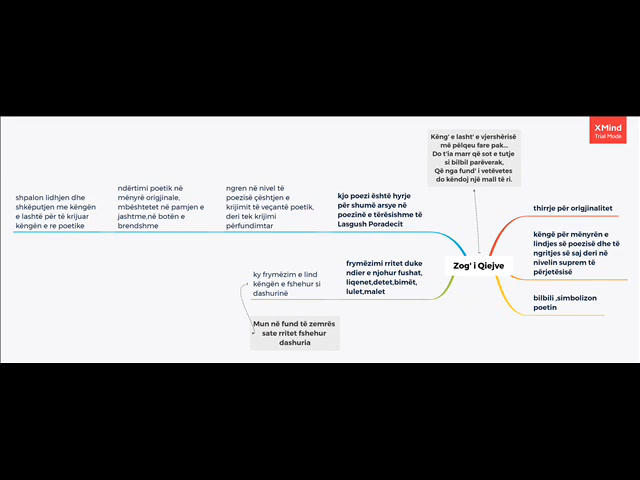 XMind
Trial Mode
Këng' e lasht' e vjershërisë
më pëlqeu fare pak...
Do t'ia marr që sot e tutje
si bilbil parëverak,
Që nga fund' i vetëvetes
do këndoj një mall të ri.
shpalon lidhjen dhe
shkëputjen me këngën
e lashtë për të krijuar
këngën e re poetike
ndërtimi poetik në
mënyrë origjinale,
mbështetet në pamjen e
jashtme,në botën e
brendshme
ngren në nivel të
poezisë çështjen e
krijimit të veçantë poetik,
deri tek krijimi
përfundimtar
kjo poezi është hyrje
për shumë arsye në
poezinë e tërësishme të
Lasgush Poradecit
thirrje për origjinalitet
këngë për mënyrën e
lindjes së poezisë dhe të
ngritjes së saj deri në
nivelin suprem të
përjetësisë
Zog' i Qiejve
ky frymëzim e lind
këngën e fshehur si
dashurinë
frymëzimi rritet duke
ndier e njohur fushat,
liqenet,detet,bimët,
lulet,malet
bilbili ,simbolizon
poetin
Mun në fund të zemrës
sate rritet fshehur
dashuria